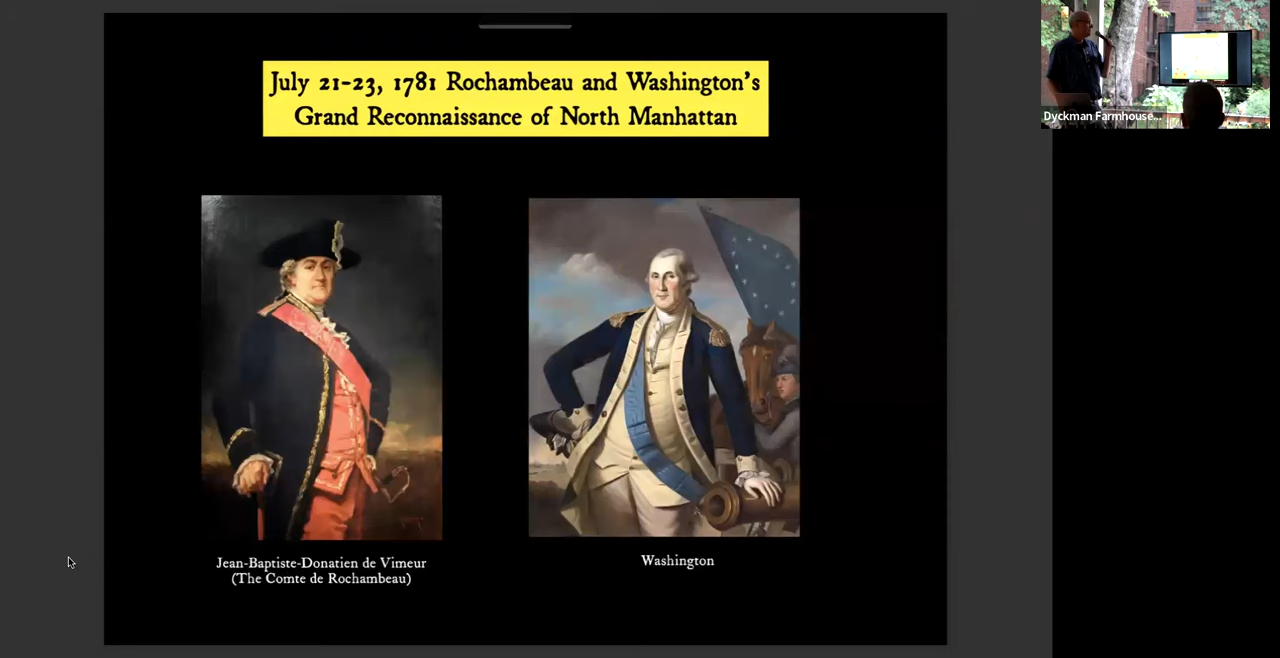 July 21-23, 1781 Rochambeau and Washington's
Grand Reconnaissance of North Manhattan
Jean-Baptiste-Donatien de Vimeur
(The Comte de Rochambeau)
Washington
Dyckman Farmhouse...